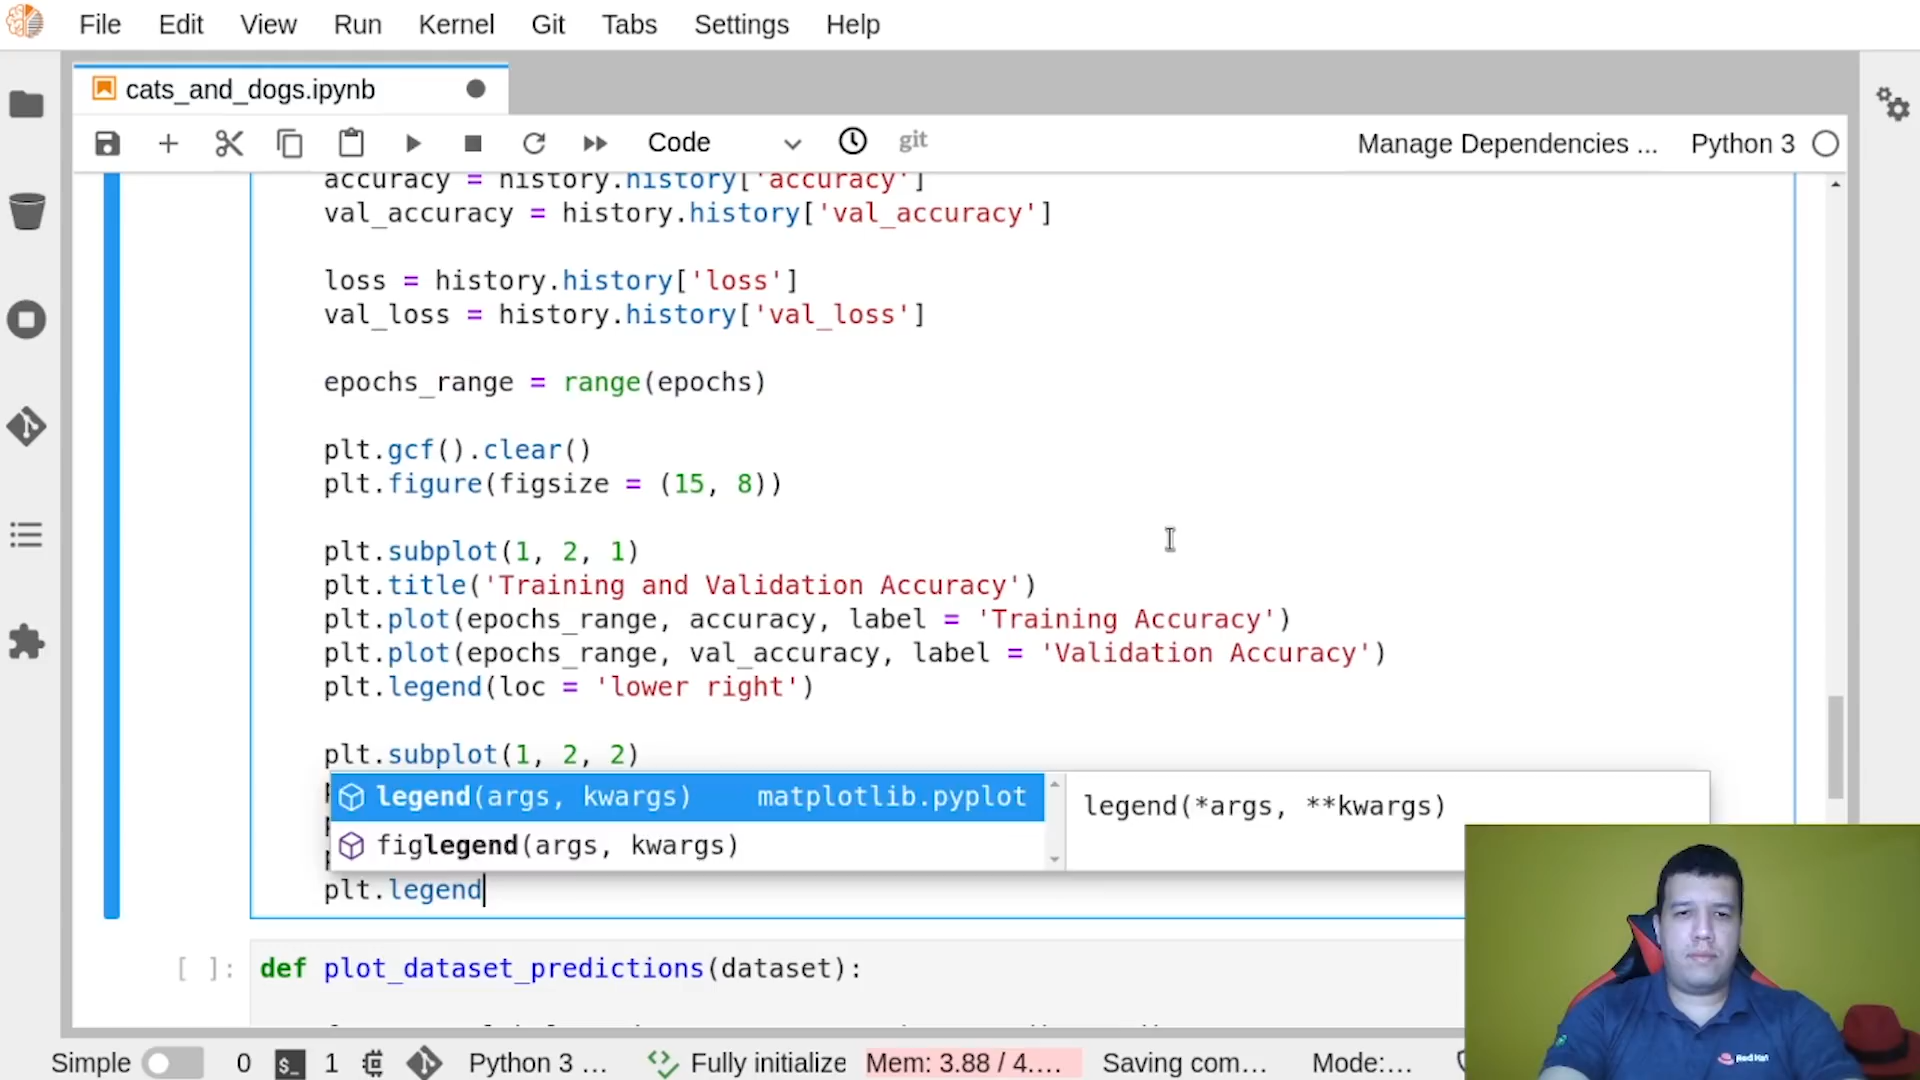 File Edit View Run Kernel Git Tabs Settings Help
cats_and_dogs.ipynb
Code git Manage Dependencies ... Python 3
accuracy = history.history['accuracy']
val_accuracy = history.history['val_accuracy']
loss = history.history['loss']
val_loss = history.history['val_loss']
epochs_range = range(epochs)
plt.gcf().clear()
plt.figure(figsize = (15, 8))
plt.subplot(1, 2, 1)
plt.title('Training and Validation Accuracy')
plt.plot(epochs_range, accuracy, label = 'Training Accuracy')
plt.plot(epochs_range, val_accuracy, label = 'Validation Accuracy')
plt.legend(loc = 'lower right')
plt.subplot(1, 2, 2)
legend(args, kwargs) matplotlib.pyplot
legend(*args, **kwargs)
figlegend(args, kwargs)
plt.legend
[ ]: def plot_dataset_predictions(dataset):
Red Hat
Simple 0 $_ 1 Python 3 ... Fully initialize Mem: 3.88 / 4.... Saving com... Mode:...